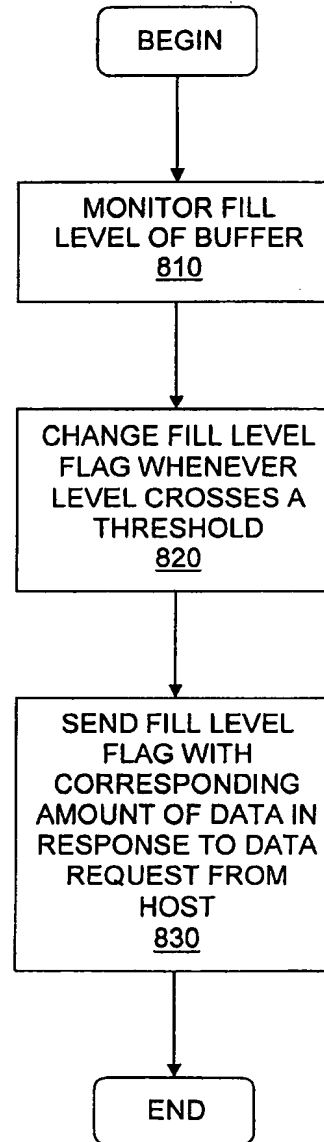 BEGIN
MONITOR FILL
LEVEL OF BUFFER
810
CHANGE FILL LEVEL
FLAG WHENEVER
LEVEL CROSSES A
THRESHOLD
820
SEND FILL LEVEL
FLAG WITH
CORRESPONDING
AMOUNT OF DATA IN
RESPONSE TO DATA
REQUEST FROM
HOST
830
END